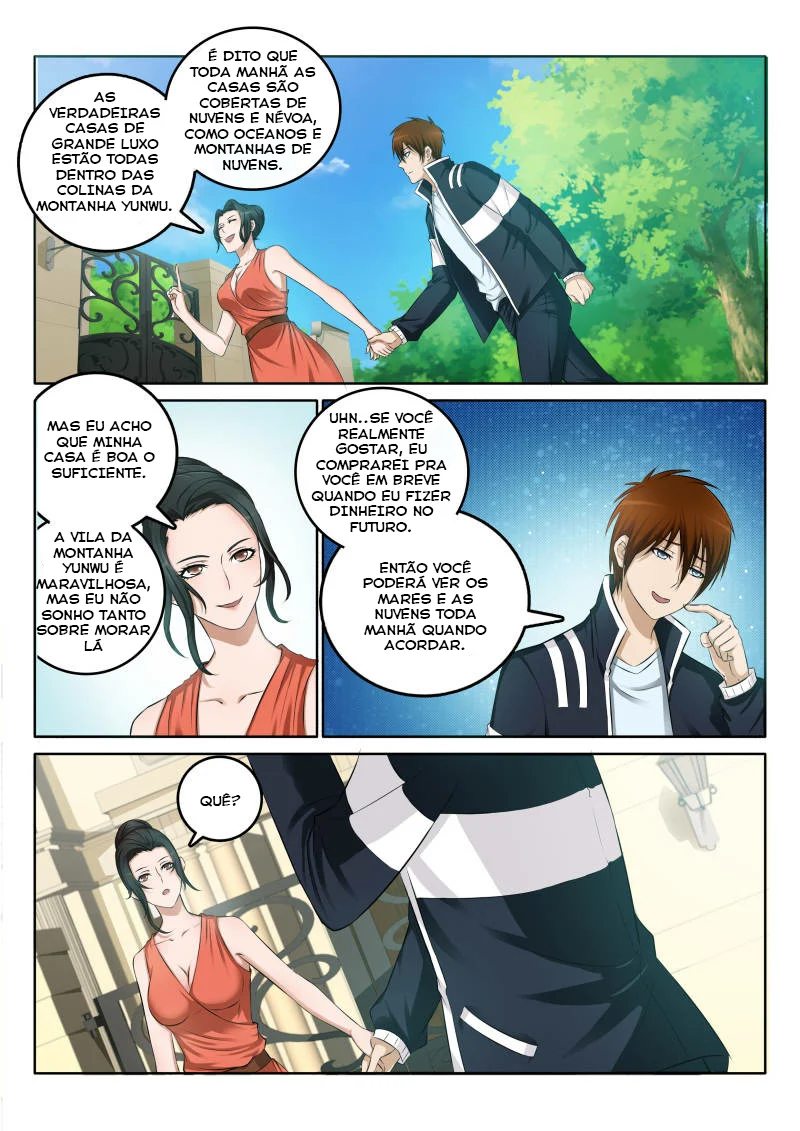 AS
VERDADEIRAS
CASAS DE
GRANDE LUXO
ESTÃO TODAS
DENTRO DAS
COLINAS DA
MONTANHA YUNWU.
É DITO QUE
TODA MANHÃ AS
CASAS SÃO
COBERTAS DE
NUVENS E NÉVOA,
COMO OCEANOS E
MONTANHAS DE
NUVENS.
MAS EU ACHO
QUE MINHA
CASA É BOA O
SUFICIENTE.
A VILA DA
MONTANHA
YUNWU É
MARAVILHOSA,
MAS EU NÃO
SONHO TANTO
SOBRE MORAR
LÁ
UHN..SE VOCÊ
REALMENTE
GOSTAR, EU
COMPRAREI PRA
VOCÊ EM BREVE
QUANDO EU FIZER
DINHEIRO NO
FUTURO.
ENTÃO VOCÊ
PODERÁ VER OS
MARES E AS
NUVENS TODA
MANHÃ QUANDO
ACORDAR.
QUÊ?